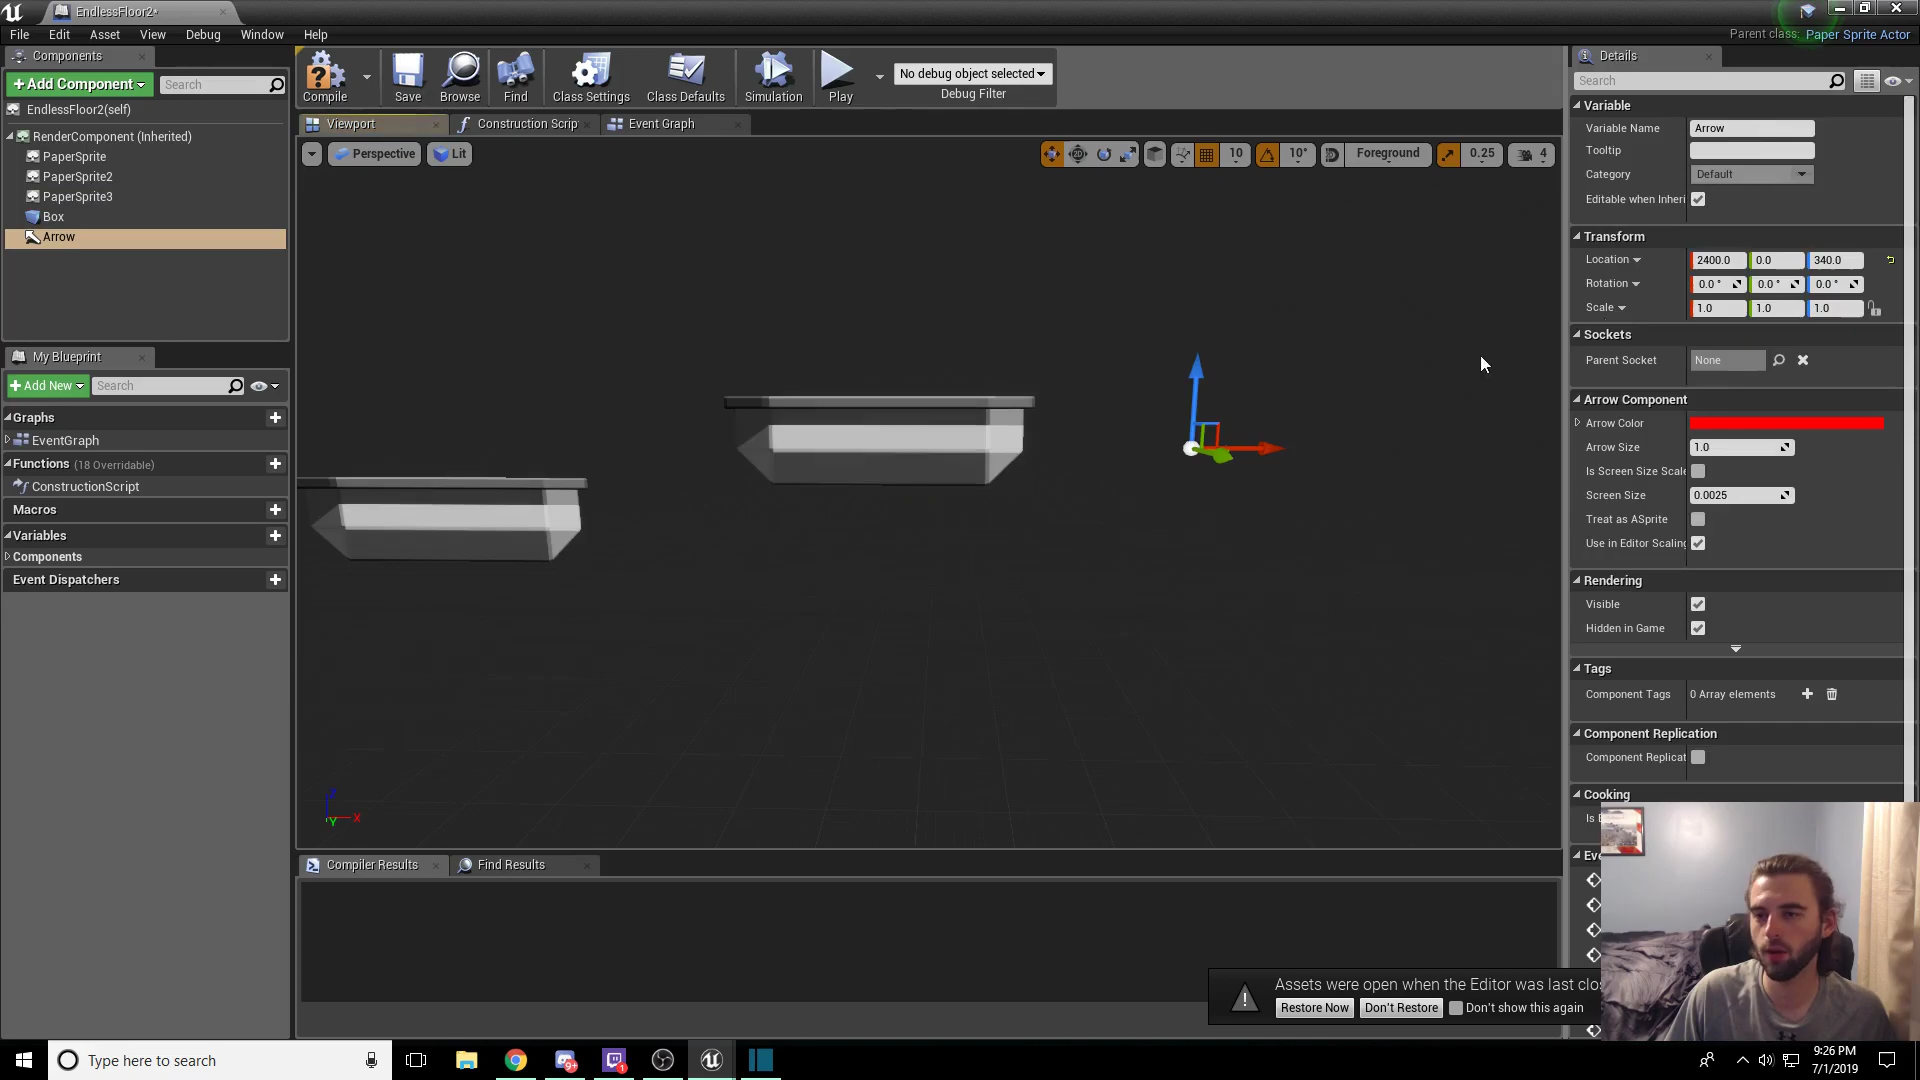 EndlessFloor2*
File Edit Asset View Debug Window Help
Parent class: Paper Sprite Actor
Components
+Add Component
Search
EndlessFloor2(self)
RenderComponent (Inherited)
PaperSprite
PaperSprite2
PaperSprite3
Box
Arrow
My Blueprint
+Add New
Search
Graphs
EventGraph
Functions (18 Overridable)
ConstructionScript
Macros
Variables
Components
Event Dispatchers
Compile
Save
Browse
Find
Class Settings
Class Defaults
Simulation
Play
No debug object selected
Debug Filter
Viewport
Construction Scrip
Event Graph
Perspective
Lit
10
10°
Foreground
0.25
4
Z
X
Y
Compiler Results
Find Results
Details
Search
Variable
Variable Name Arrow
Tooltip
Category Default
Editable when Inheri
Transform
Location 2400.0 0.0 340.0
Rotation 0.0 ° 0.0 ° 0.0 °
Scale 1.0 1.0 1.0
Sockets
Parent Socket None
Arrow Component
Arrow Color
Arrow Size 1.0
Is Screen Size Scale
Screen Size 0.0025
Treat as ASprite
Use in Editor Scaling
Rendering
Visible
Hidden in Game
Tags
Component Tags 0 Array elements
Component Replication
Component Replicat
Cooking
Is E
Eve
Assets were open when the Editor was last clos
Restore Now
Don't Restore
Don't show this again
Type here to search
9+
1
9:26 PM
7/1/2019